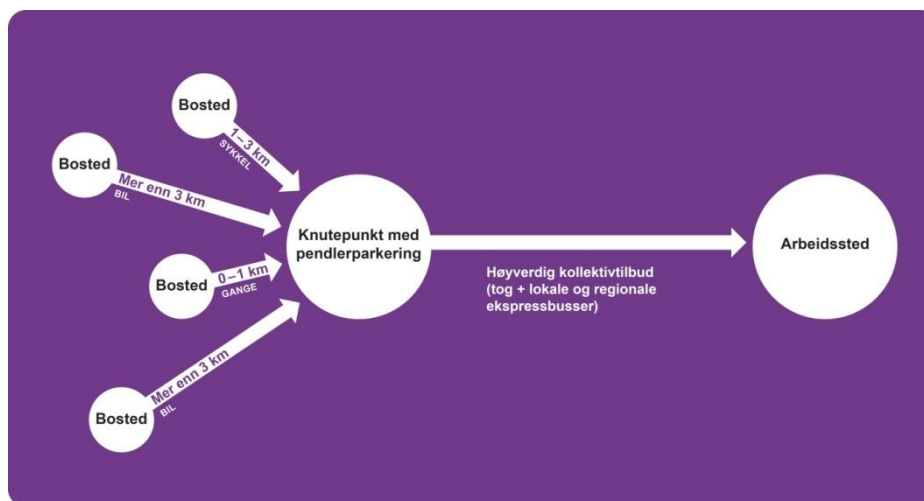 Bosted
1–3 km
SYKKEL
Bosted
Mer enn 3 km
BIL
Bosted
0–1 km
GANGE
Bosted
Mer enn 3 km
BIL
Knutepunkt med
pendlerparkering
Høyverdig kollektivtilbud
(tog + lokale og regionale
ekspressbusser)
Arbeidssted